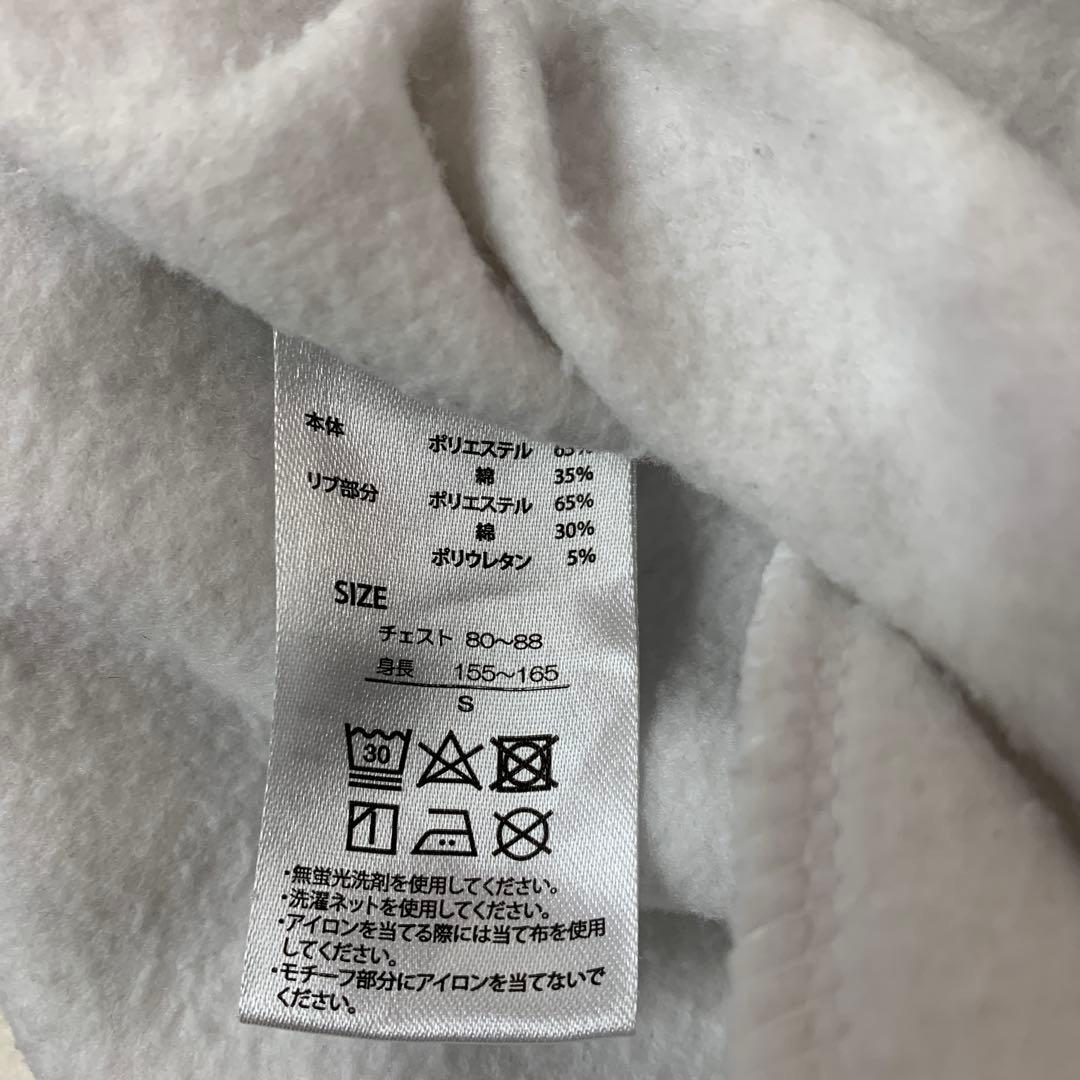 本体 ポリエステル 65%
綿 35%
リブ部分 ポリエステル 65%
綿 30%
ポリウレタン 5%
SIZE
チェスト 80~88
身長 155~165
S
30
・無蛍光洗剤を使用してください。
・洗濯ネットを使用してください。
・アイロンを当てる際には当て布を使用
してください。
・モチーフ部分にアイロンを当てないで
ください。